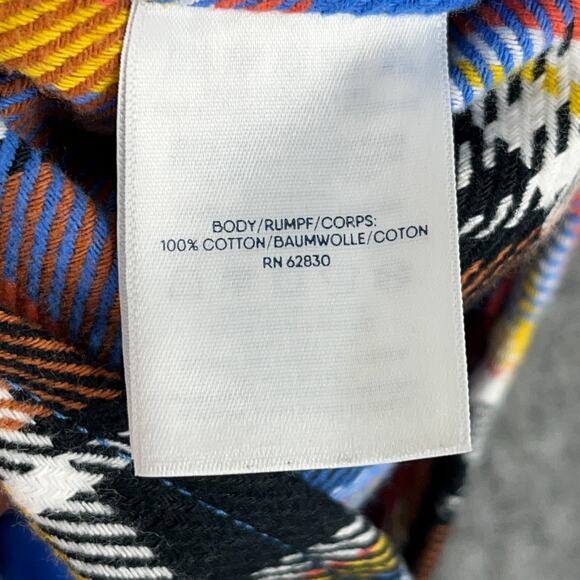 BODY/RUMPF/CORPS:
100% COTTON/BAUMWOLLE/COTON
RN 62830